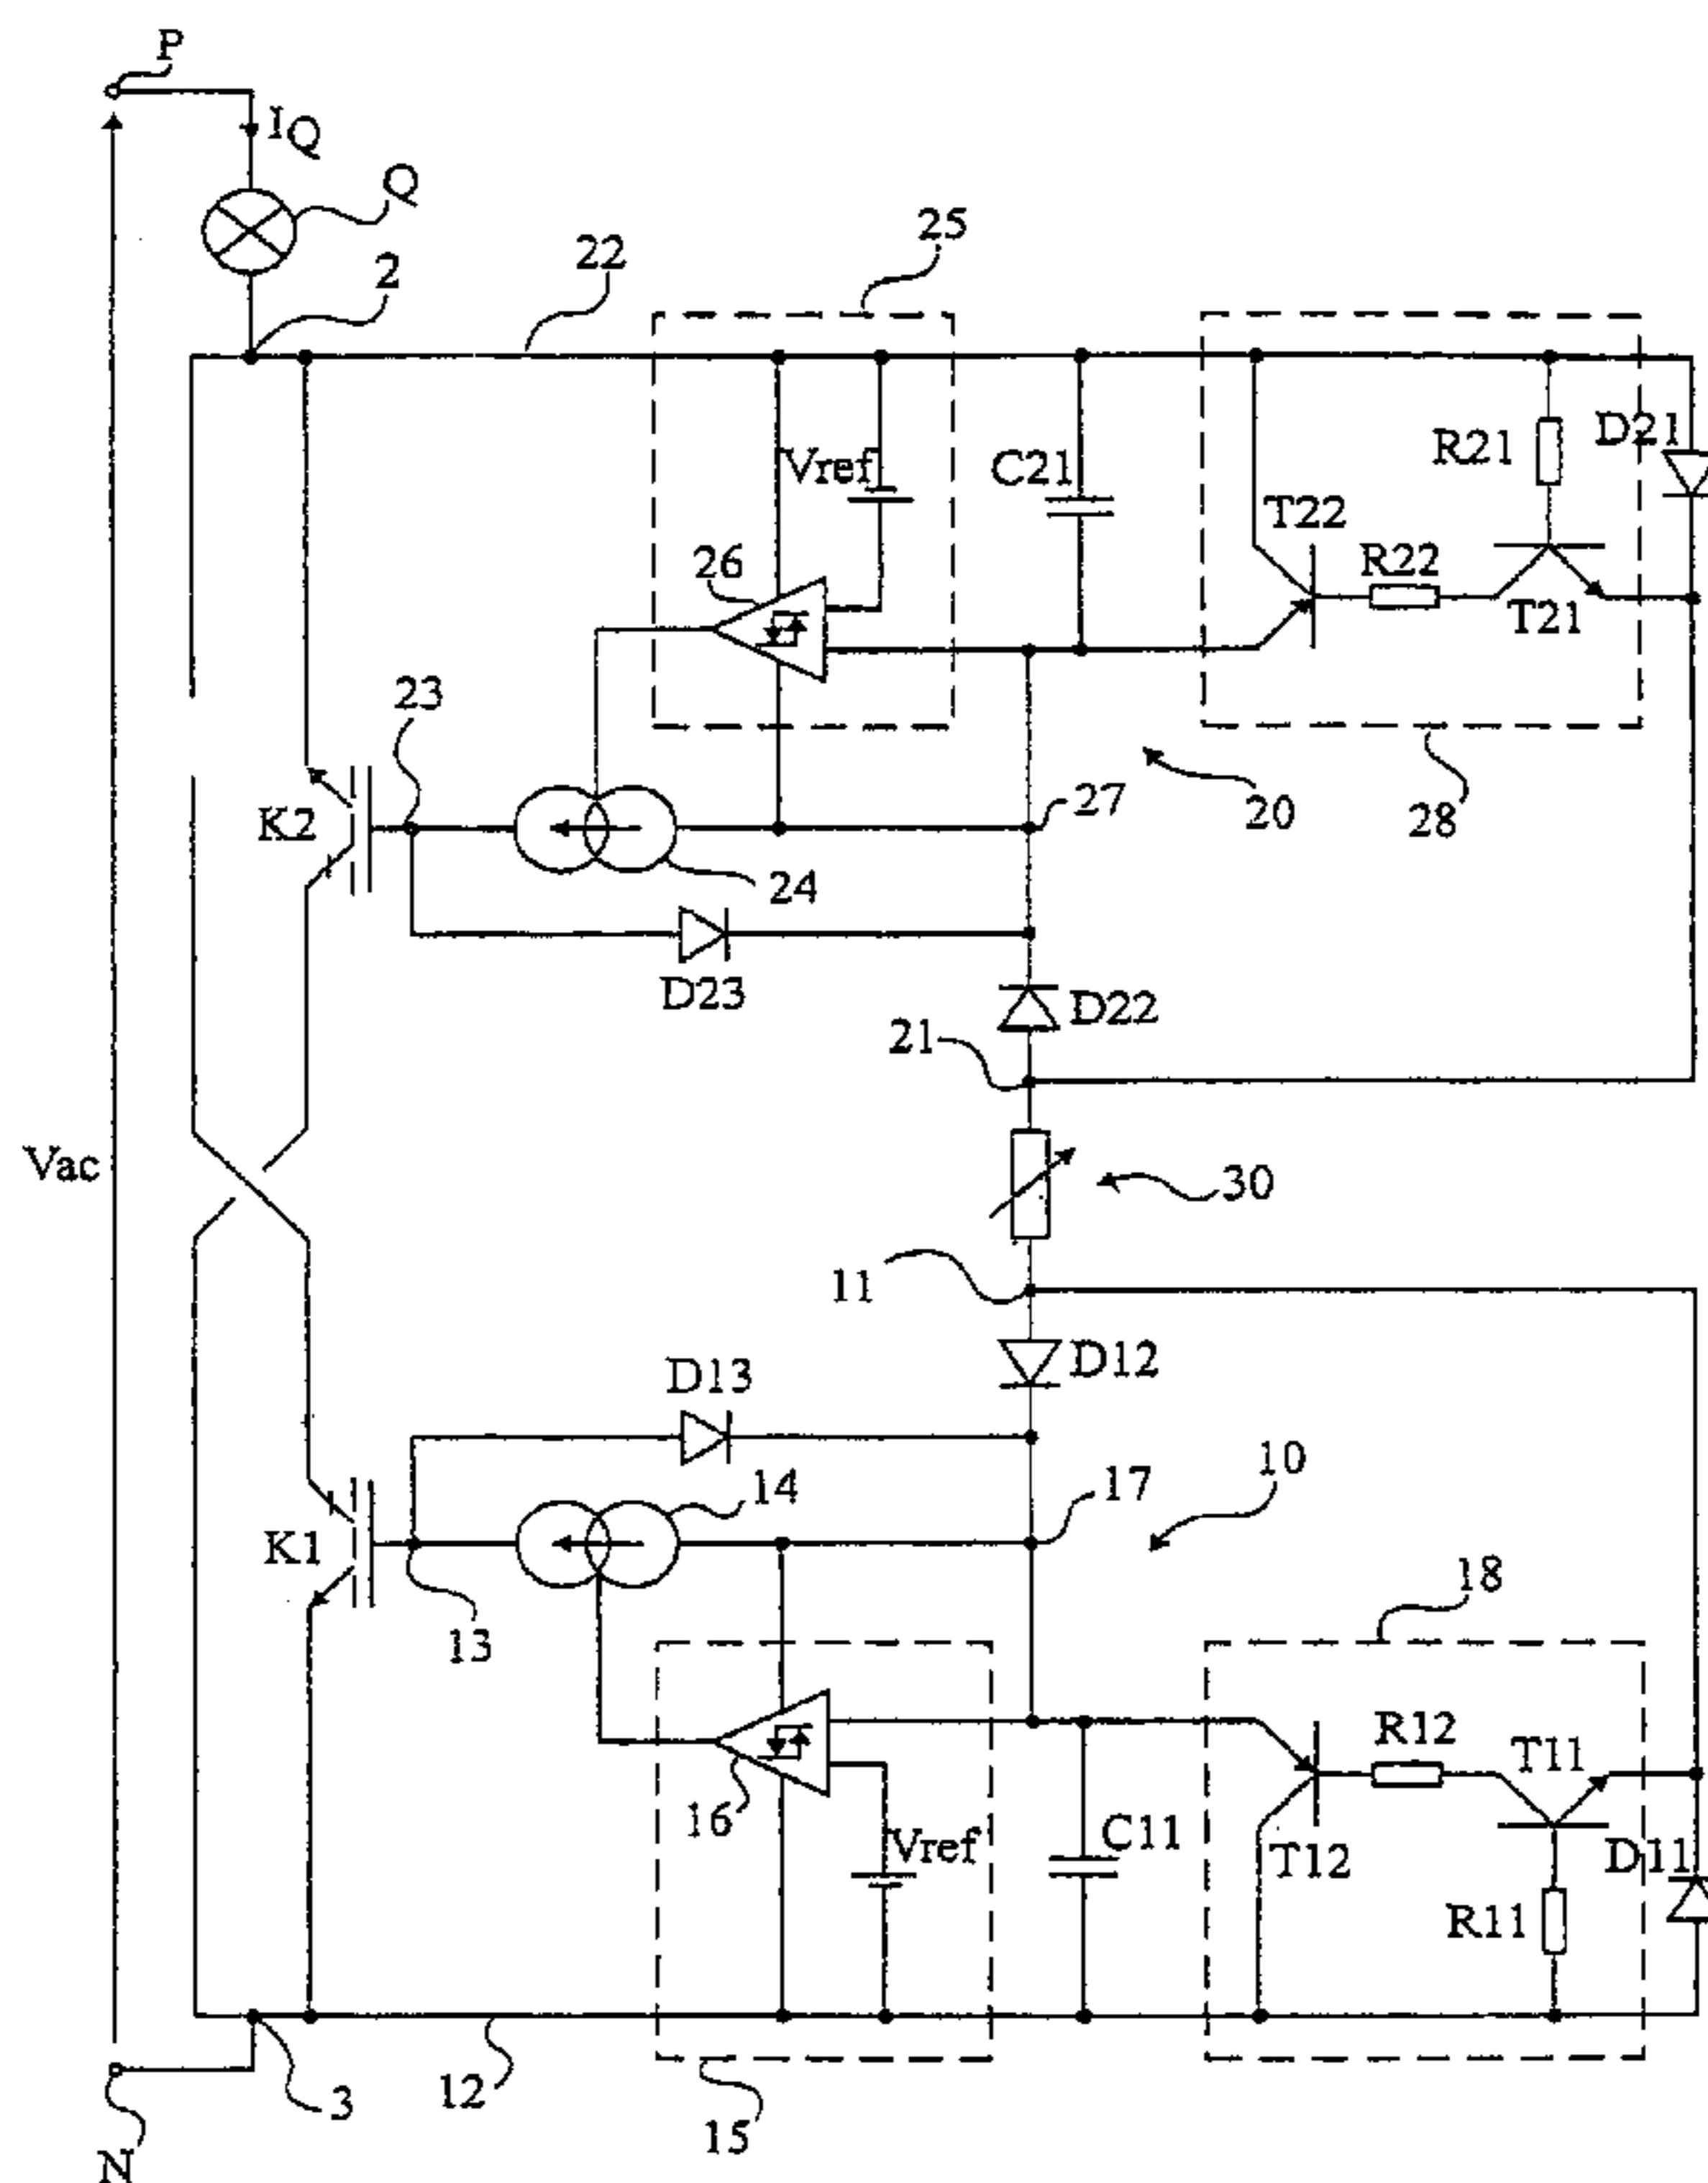 P
IQ
Q
2
22
25
Vref
C21
R21
D21
T22
R22
T21
26
23
K2
24
27
20
28
D23
D22
21
Vac
30
11
D13
D12
14
17
10
K1
18
13
R12
T11
16
Vref
C11
T12
D11
R11
3
12
15
N